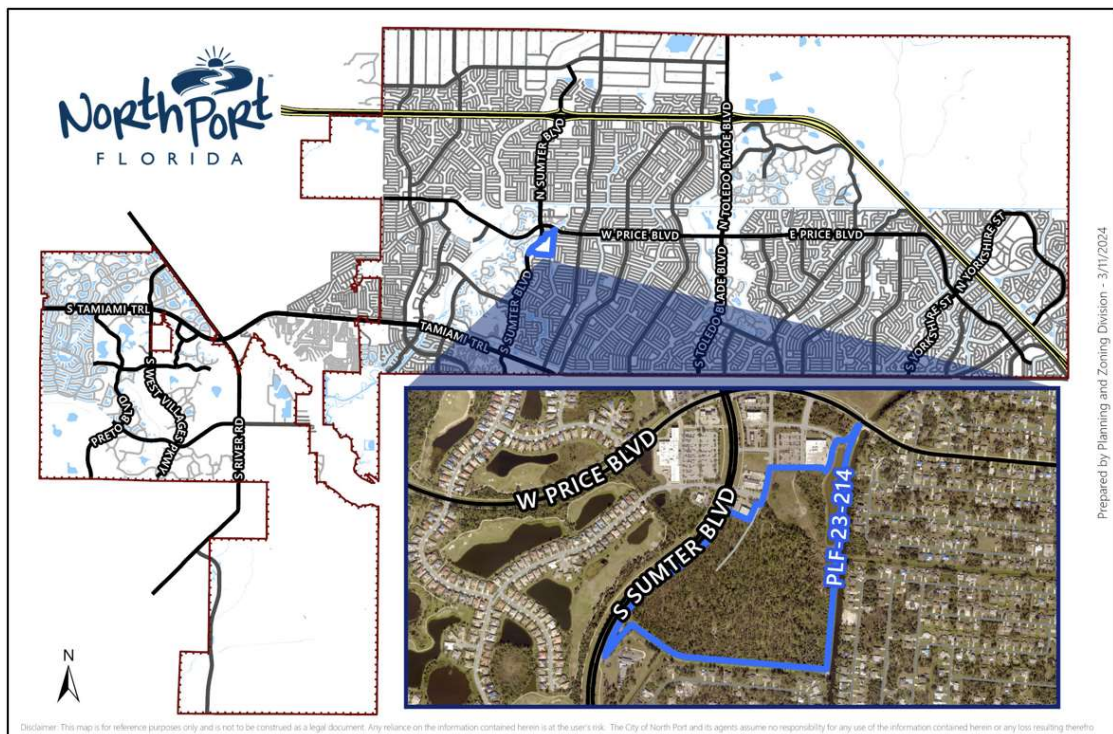 North Port™
FLORIDA
N SUMTER BLVD
N TOLEDO BLADE BLVD
W PRICE BLVD
E PRICE BLVD
N YORKSHIRE ST
S YORKSHIRE ST
S TOLEDO BLADE BLVD
S SUMTER BLVD
TAMIAMI TRL
S TAMIAMI TRL
S WEST VILLAGES PKWY
PRETO BLVD
S RIVER RD
W PRICE BLVD
S SUMTER BLVD
PLF-23-214
N
Prepared by Planning and Zoning Division - 3/11/2024
Disclaimer: This map is for reference purposes only and is not to be construed as a legal document. Any reliance on the information contained herein is at the user's risk. The City of North Port and its agents assume no responsibility for any use of the information contained herein or any loss resulting therefro